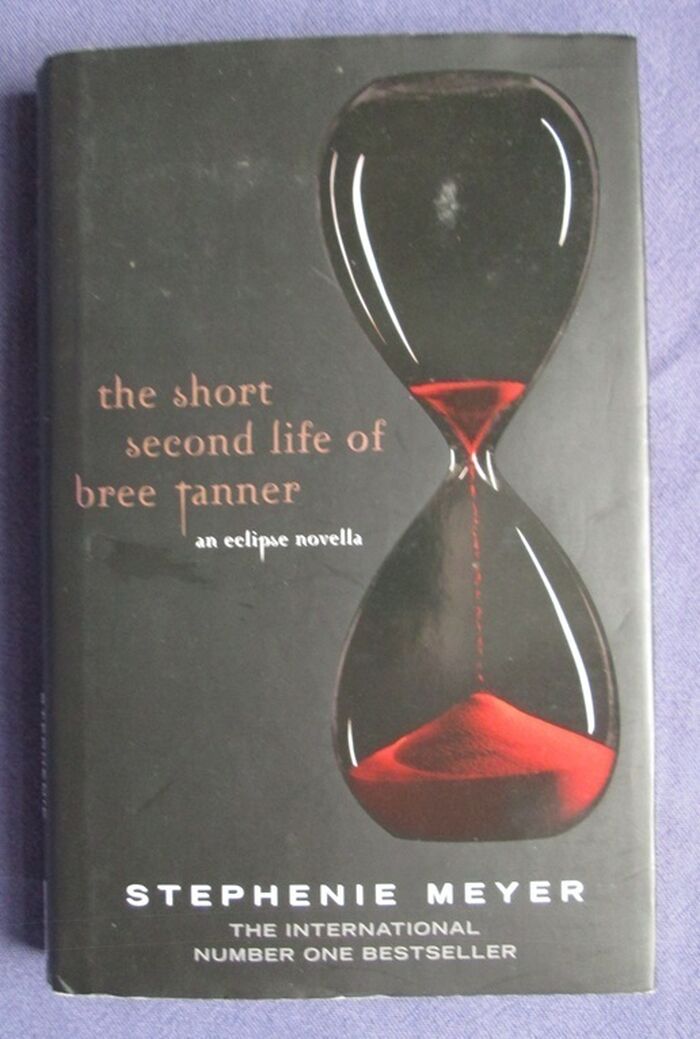 the short
second life of
bree tanner
an eclipse novella
STEPHENIE MEYER
THE INTERNATIONAL
NUMBER ONE BESTSELLER